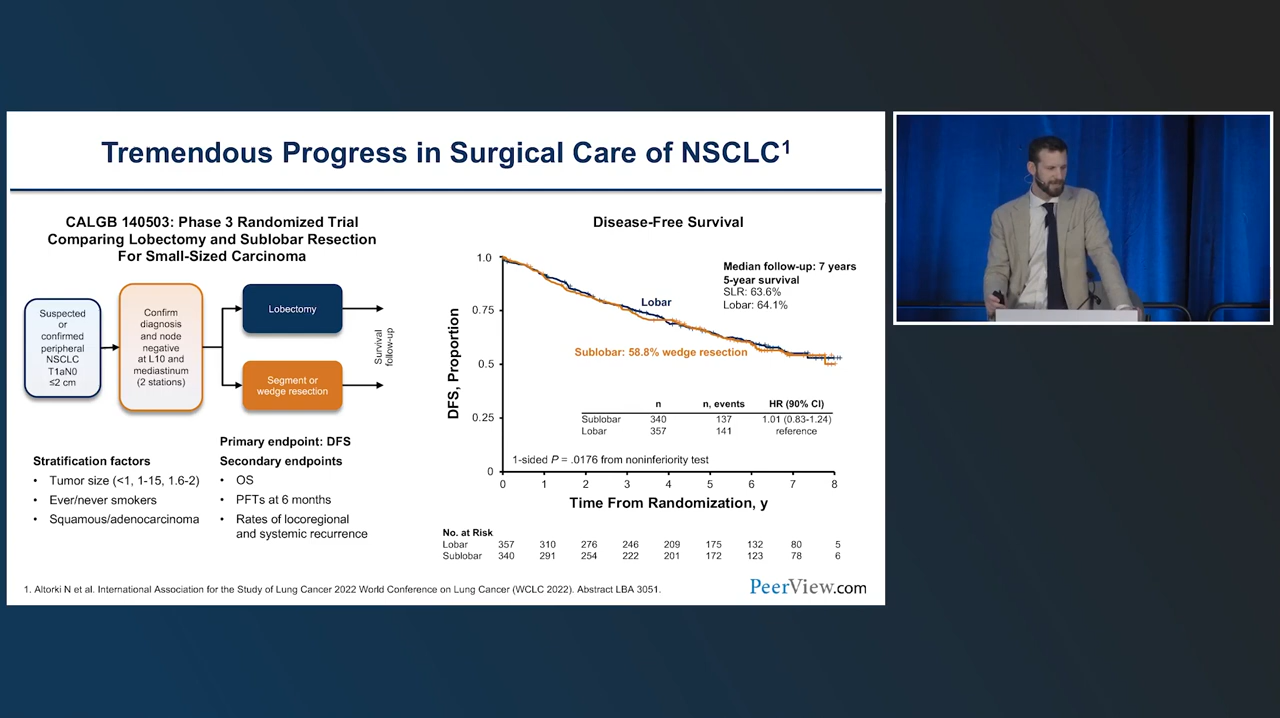 Tremendous Progress in Surgical Care of NSCLC1
CALGB 140503: Phase 3 Randomized Trial
Comparing Lobectomy and Sublobar Resection
For Small-Sized Carcinoma
Suspected
or
confirmed
peripheral
NSCLC
T1aN0
≤2 cm
Confirm
diagnosis
and node
negative
at L10 and
mediastinum
(2 stations)
Lobectomy
Segment or
wedge resection
Survival
follow-up
Primary endpoint: DFS
Stratification factors
• Tumor size (<1, 1-15, 1.6-2)
• Ever/never smokers
• Squamous/adenocarcinoma
Secondary endpoints
• OS
• PFTs at 6 months
• Rates of locoregional
and systemic recurrence
Disease-Free Survival
Median follow-up: 7 years
5-year survival
SLR: 63.6%
Lobar: 64.1%
Lobar
Sublobar: 58.8% wedge resection
DFS, Proportion
1.0
0.75
0.5
0.25
0
n n, events HR (90% CI)
Sublobar 340 137 1.01 (0.83-1.24)
Lobar 357 141 reference
1-sided P = .0176 from noninferiority test
0 1 2 3 4 5 6 7 8
Time From Randomization, y
No. at Risk
Lobar 357 310 276 246 209 175 132 80 5
Sublobar 340 291 254 222 201 172 123 78 6
1. Altorki N et al. International Association for the Study of Lung Cancer 2022 World Conference on Lung Cancer (WCLC 2022). Abstract LBA 3051.
PeerView.com